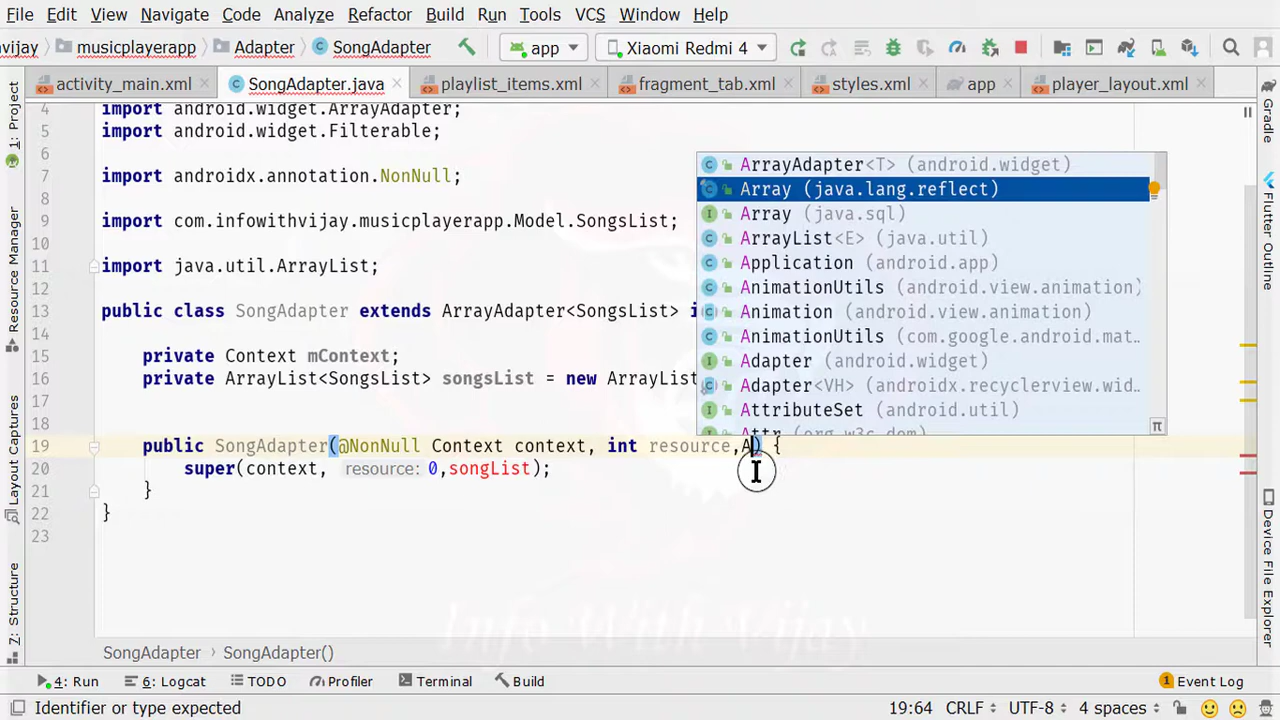 File Edit View Navigate Code Analyze Refactor Build Run Tools VCS Window Help
vijay musicplayerapp Adapter SongAdapter app Xiaomi Redmi 4
activity_main.xml SongAdapter.java playlist_items.xml fragment_tab.xml styles.xml app player_layout.xml
4 import android.widget.ArrayAdapter;
5 import android.widget.Filterable;
6
7 import androidx.annotation.NonNull;
8
9 import com.infowithvijay.musicplayerapp.Model.SongsList;
10
11 import java.util.ArrayList;
12
13 public class SongAdapter extends ArrayAdapter<SongsList> i
14
15 private Context mContext;
16 private ArrayList<SongsList> songsList = new ArrayList
17
18
19 public SongAdapter(@NonNull Context context, int resource,A) {
20 super(context, resource: 0,songList);
21 }
22 }
23
ArrayAdapter<T> (android.widget)
Array (java.lang.reflect)
Array (java.sql)
ArrayList<E> (java.util)
Application (android.app)
AnimationUtils (android.view.animation)
Animation (android.view.animation)
AnimationUtils (com.google.android.mat…
Adapter (android.widget)
Adapter<VH> (androidx.recyclerview.wid…
AttributeSet (android.util)
Attr (org.w3c.dom)
π
1: Project
Resource Manager
Layout Captures
7: Structure
Gradle
Flutter Outline
Device File Explorer
Info With Vijay
SongAdapter › SongAdapter()
4: Run 6: Logcat TODO Profiler Terminal Build 1 Event Log
Identifier or type expected 19:64 CRLF UTF-8 4 spaces